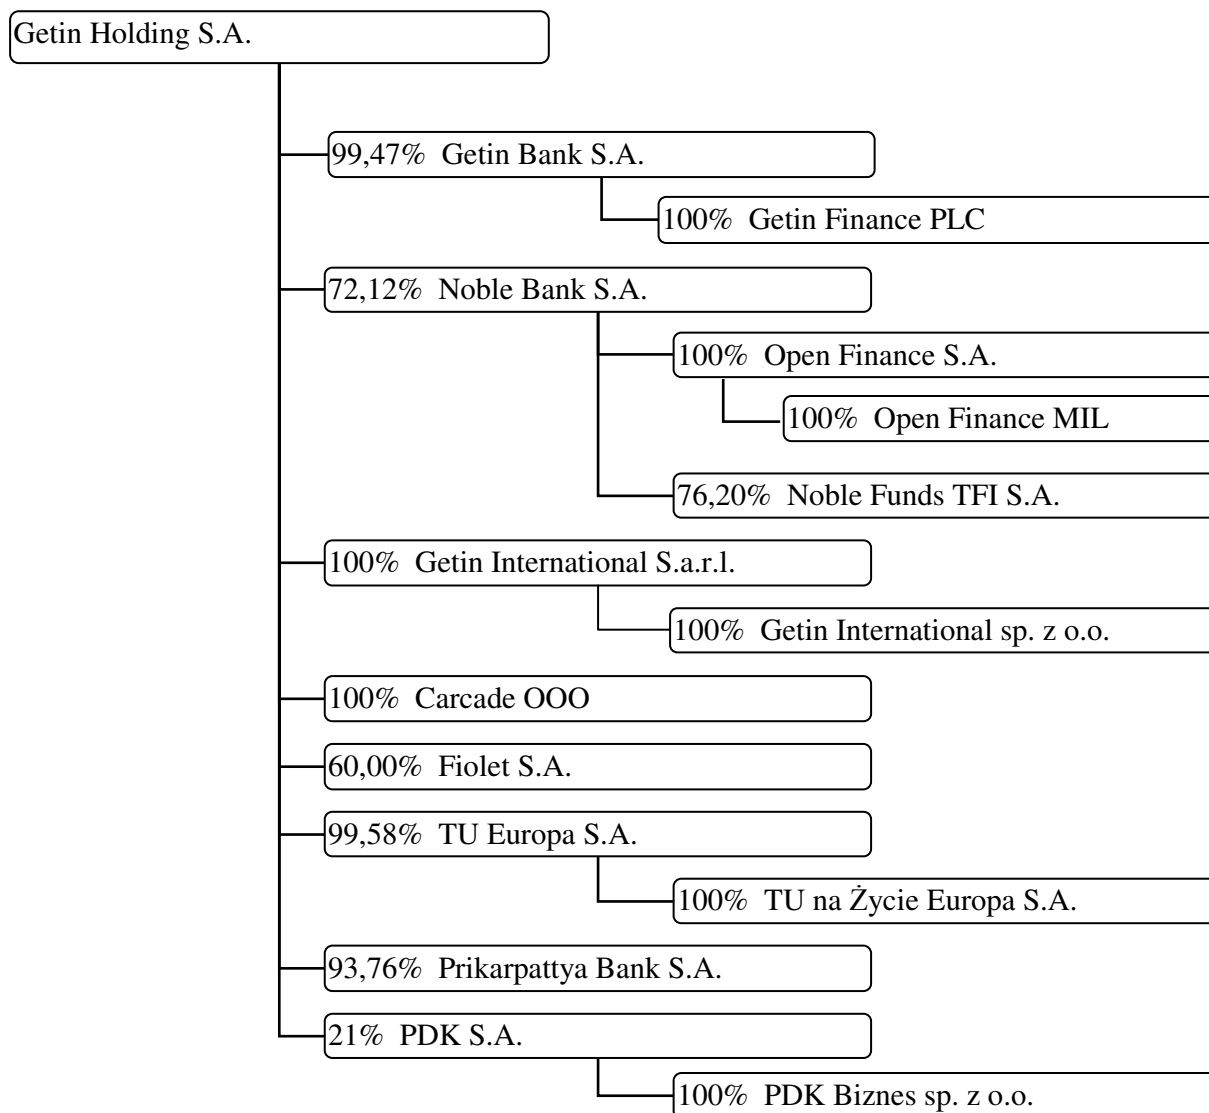 Getin Holding S.A.
99,47% Getin Bank S.A.
100% Getin Finance PLC
72,12% Noble Bank S.A.
100% Open Finance S.A.
100% Open Finance MIL
76,20% Noble Funds TFI S.A.
100% Getin International S.a.r.l.
100% Getin International sp. z o.o.
100% Carcade OOO
60,00% Fiolet S.A.
99,58% TU Europa S.A.
100% TU na Życie Europa S.A.
93,76% Prikarpattya Bank S.A.
21% PDK S.A.
100% PDK Biznes sp. z o.o.